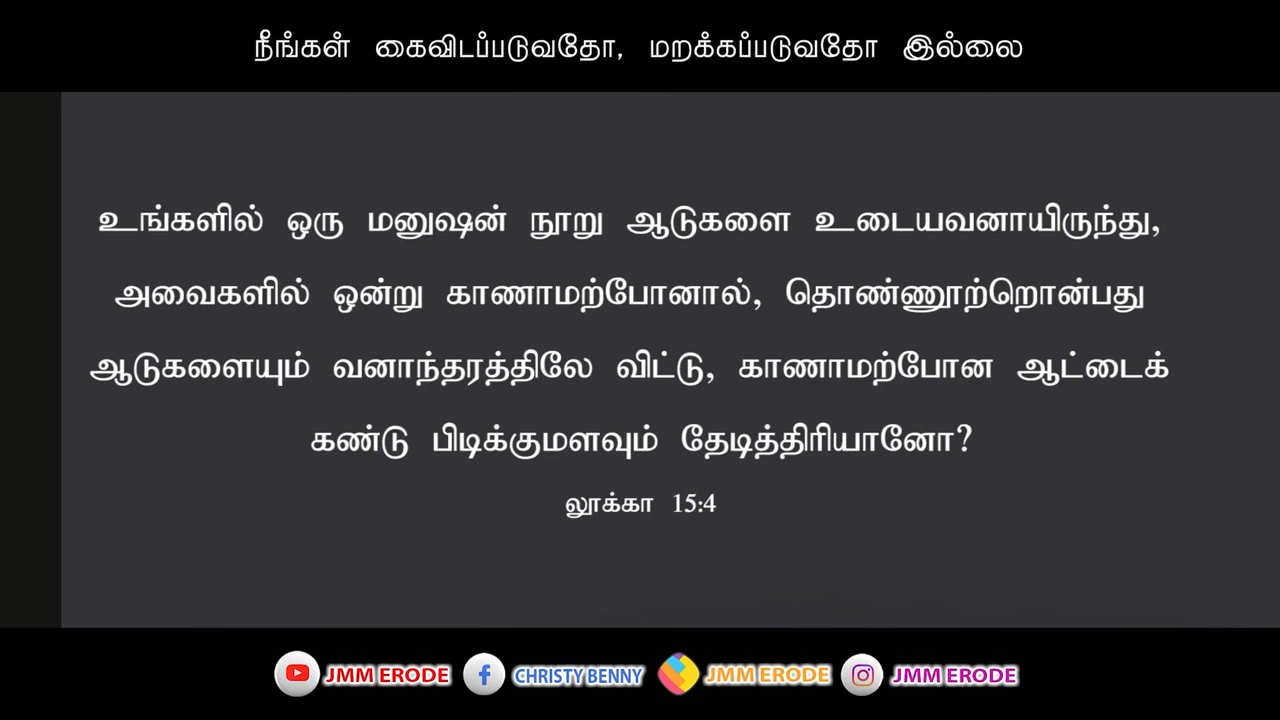 நீங்கள் கைவிடப்படுவதோ, மறக்கப்படுவதோ இல்லை
உங்களில் ஒரு மனுஷன் நூறு ஆடுகளை உடையவனாயிருந்து,
அவைகளில் ஒன்று காணாமற்போனால், தொண்ணூற்றொன்பது
ஆடுகளையும் வனாந்தரத்திலே விட்டு, காணாமற்போன ஆட்டைக்
கண்டு பிடிக்குமளவும் தேடித்திரியானோ?
லூக்கா 15:4
JMM ERODE CHRISTY BENNY JMM ERODE JMM ERODE